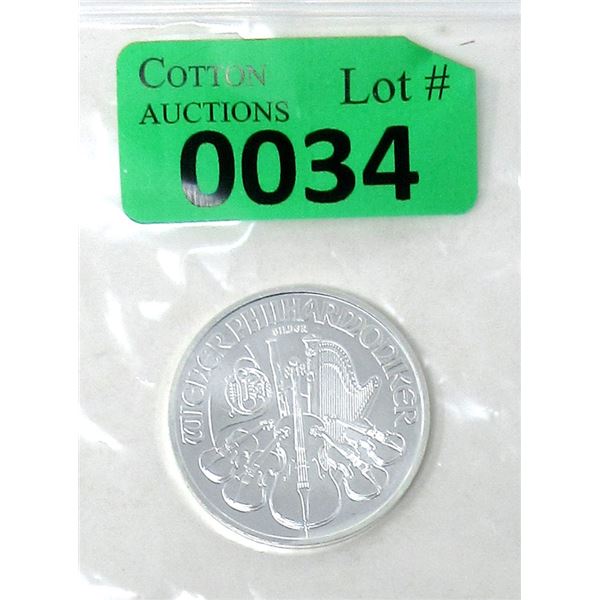 COTTON
AUCTIONS
Lot #
0034
WIENER PHILHARMONIKER
SILBER